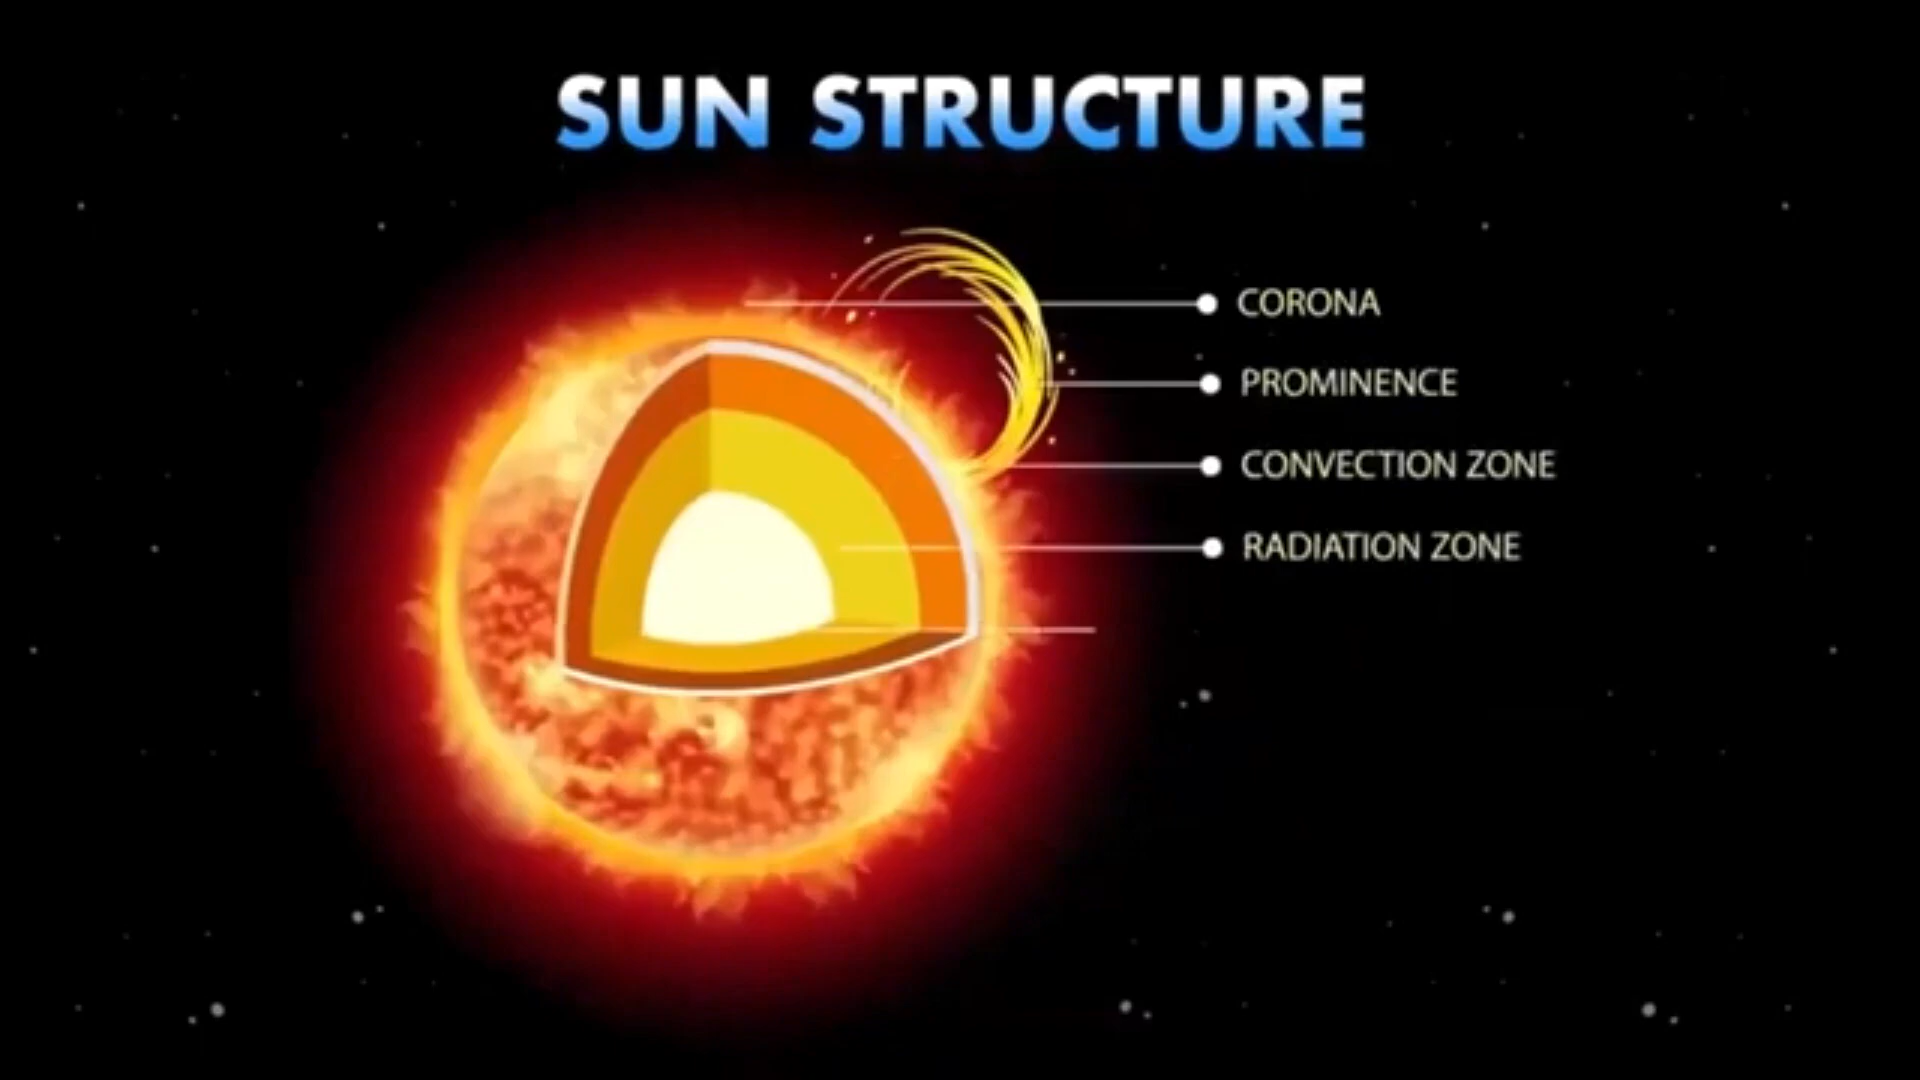 SUN STRUCTURE
CORONA
PROMINENCE
CONVECTION ZONE
RADIATION ZONE